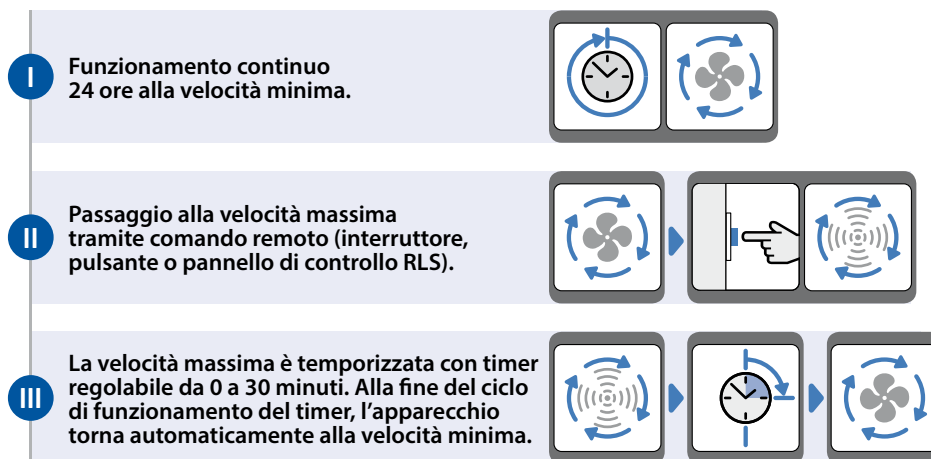 I
Funzionamento continuo
24 ore alla velocità minima.
II
Passaggio alla velocità massima
tramite comando remoto (interruttore,
pulsante o pannello di controllo RLS).
III
La velocità massima è temporizzata con timer
regolabile da 0 a 30 minuti. Alla fine del ciclo
di funzionamento del timer, l’apparecchio
torna automaticamente alla velocità minima.